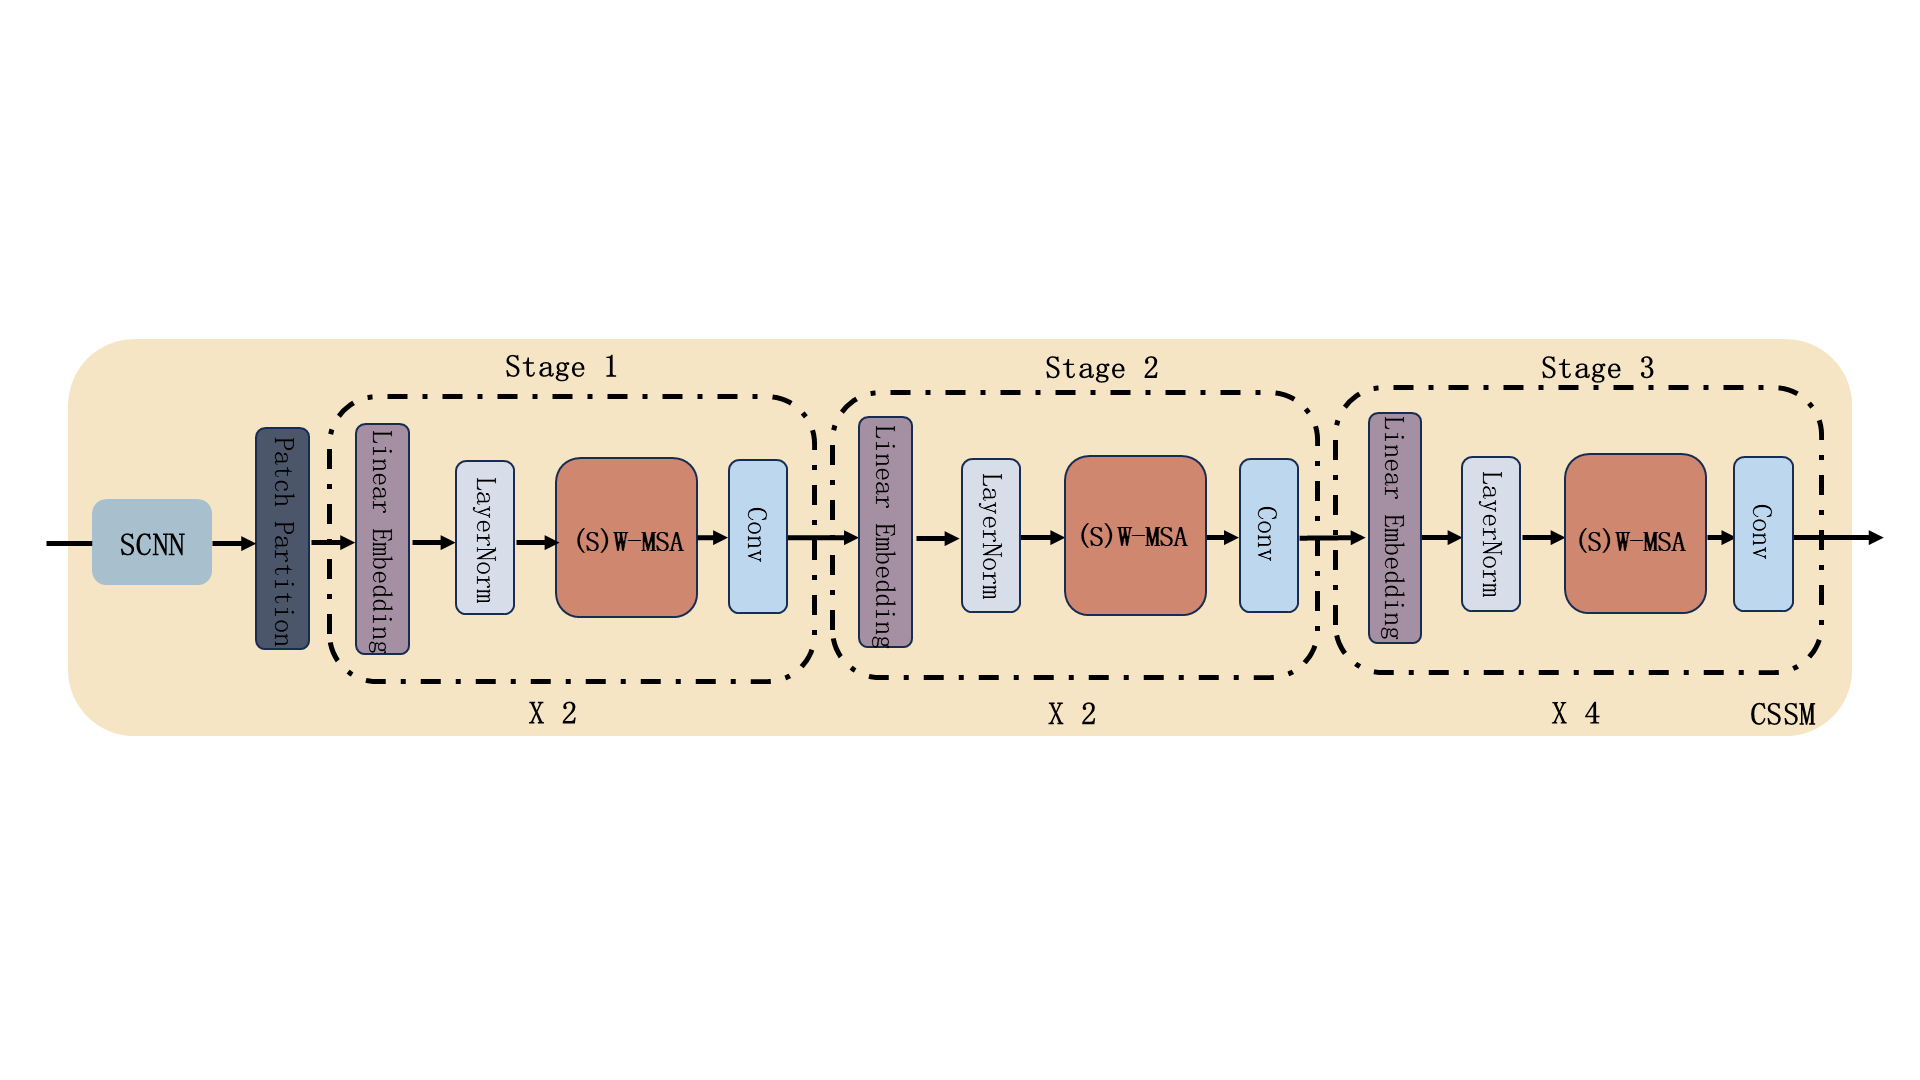 Stage 1
Stage 2
Stage 3
SCNN
Patch Partition
Linear Embedding
LayerNorm
(S)W-MSA
Conv
Linear Embedding
LayerNorm
(S)W-MSA
Conv
Linear Embedding
LayerNorm
(S)W-MSA
Conv
X 2
X 2
X 4
CSSM